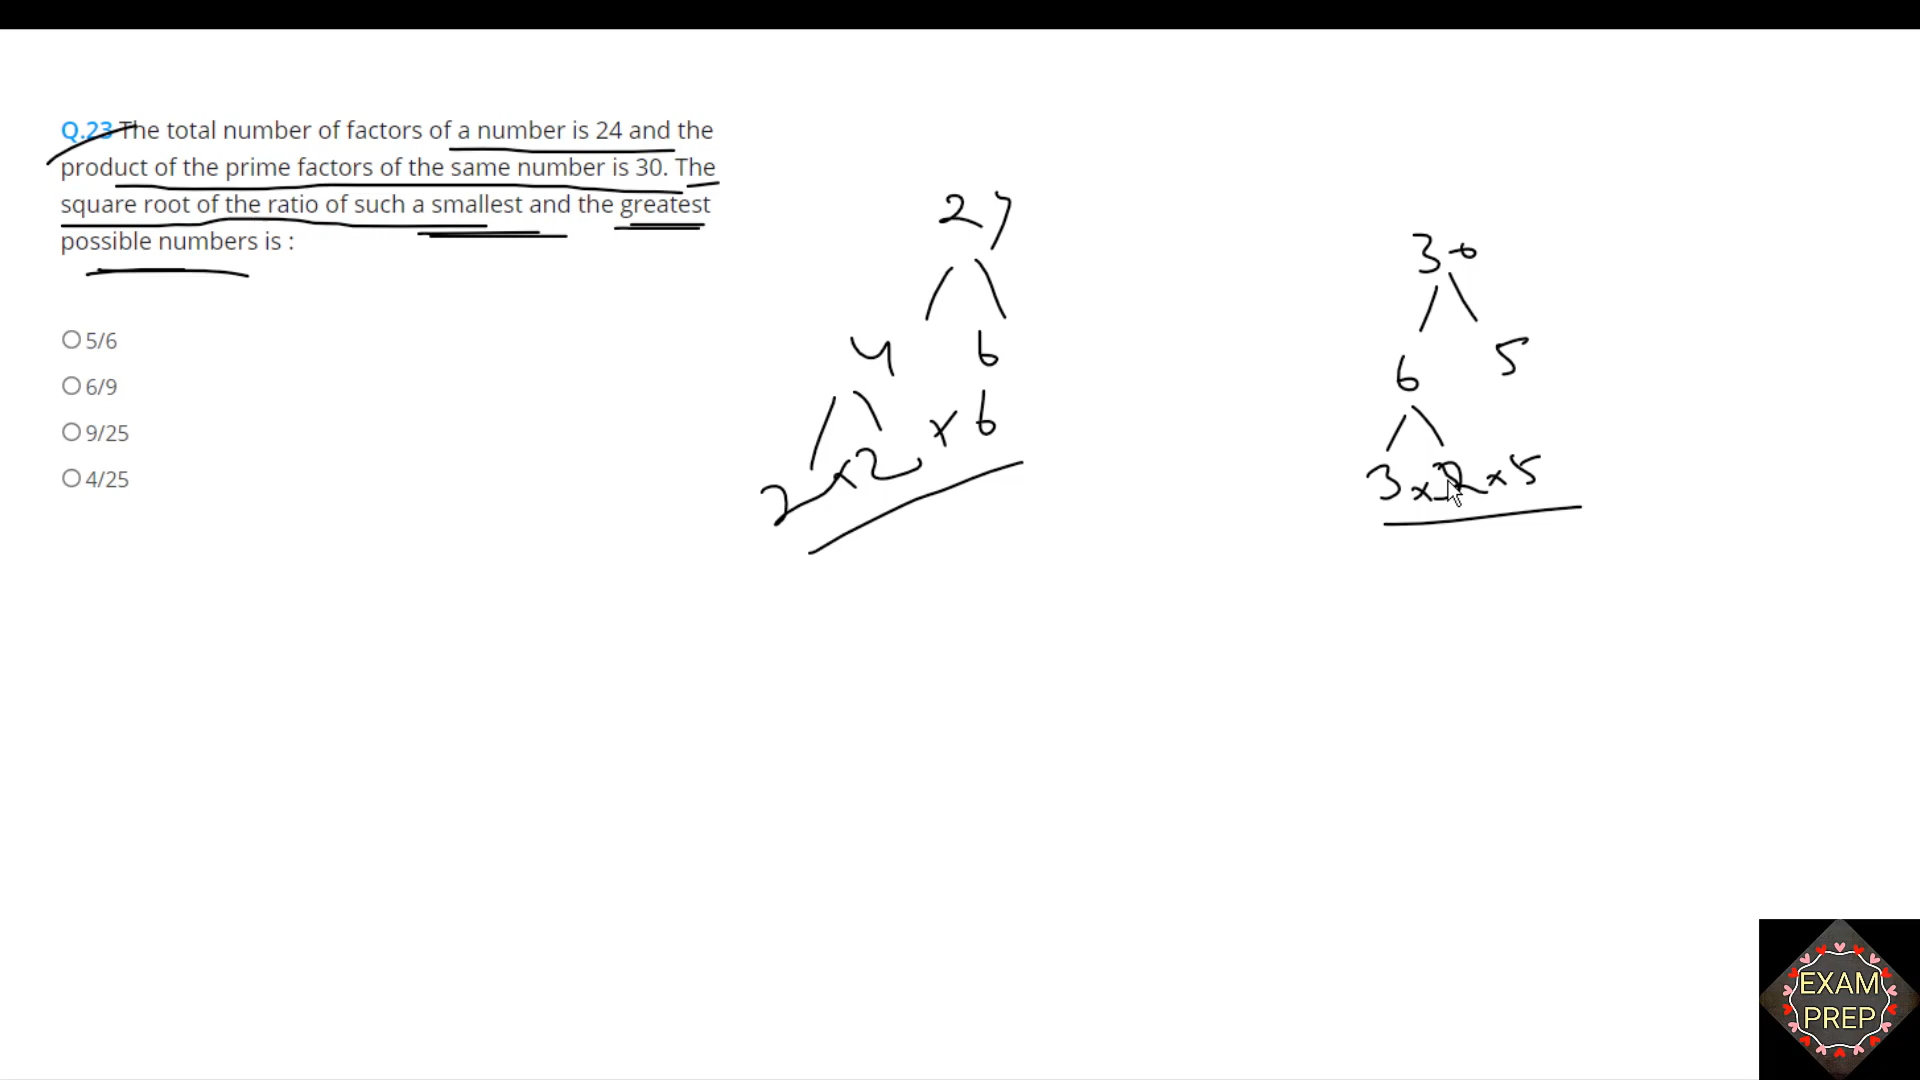 Q.23 The total number of factors of a number is 24 and the
product of the prime factors of the same number is 30. The
square root of the ratio of such a smallest and the greatest
possible numbers is :
5/6
6/9
9/25
4/25
24
4 6
2 x 2 x 6
30
6 5
3 x 2 x 5
EXAM
PREP